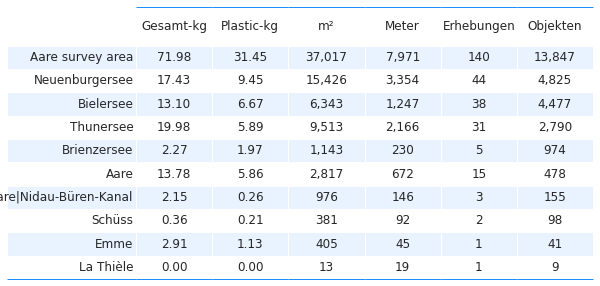 Gesamt-kg Plastic-kg m² Meter Erhebungen Objekten
Aare survey area 71.98 31.45 37,017 7,971 140 13,847
Neuenburgersee 17.43 9.45 15,426 3,354 44 4,825
Bielersee 13.10 6.67 6,343 1,247 38 4,477
Thunersee 19.98 5.89 9,513 2,166 31 2,790
Brienzersee 2.27 1.97 1,143 230 5 974
Aare 13.78 5.86 2,817 672 15 478
are|Nidau-Büren-Kanal 2.15 0.26 976 146 3 155
Schüss 0.36 0.21 381 92 2 98
Emme 2.91 1.13 405 45 1 41
La Thièle 0.00 0.00 13 19 1 9